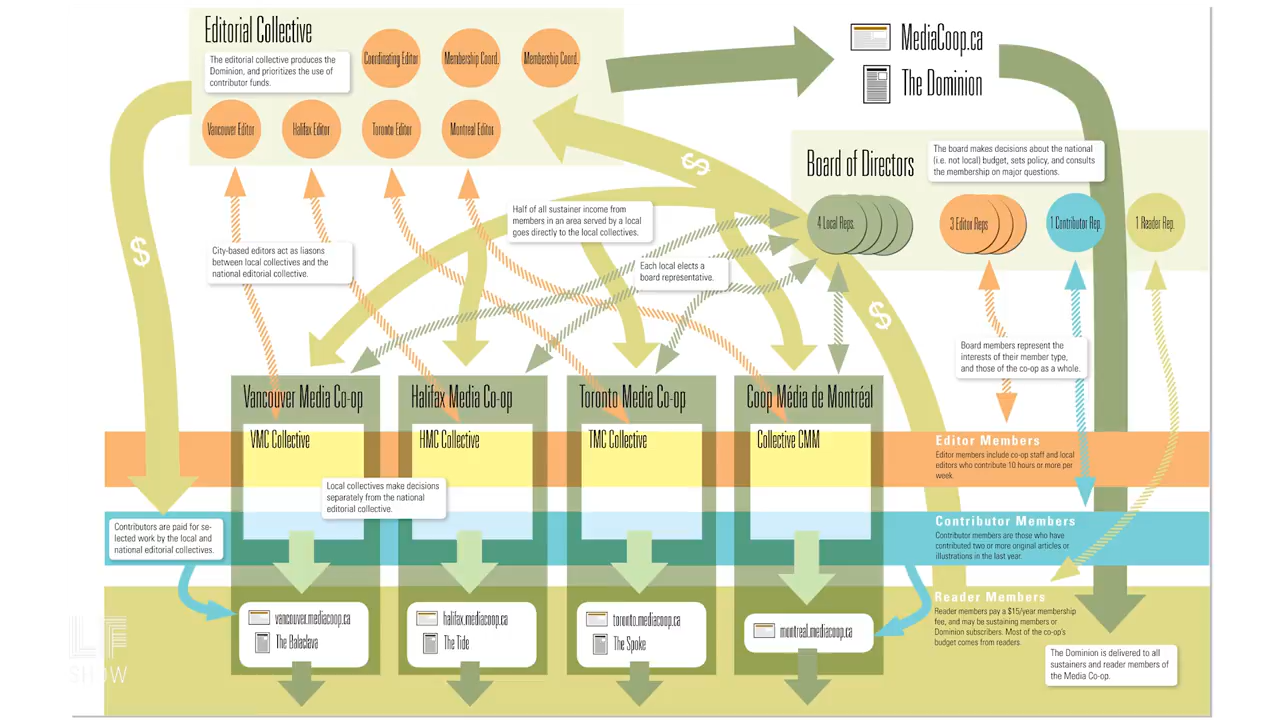 Editorial Collective
The editorial collective produces the
Dominion, and prioritizes the use of
contributor funds.
Coordinating Editor
Membership Coord.
Membership Coord.
Vancouver Editor
Halifax Editor
Toronto Editor
Montreal Editor
MediaCoop.ca
The Dominion
Board of Directors
The board makes decisions about the national
(i.e. not local) budget, sets policy, and consults
the membership on major questions.
4 Local Reps.
3 Editor Reps
1 Contributor Rep.
1 Reader Rep.
$
$
$
Half of all sustainer income from
members in an area served by a local
goes directly to the local collectives.
City-based editors act as liasons
between local collectives and the
national editorial collective.
Each local elects a
board representative.
Board members represent the
interests of their member type,
and those of the co-op as a whole.
Vancouver Media Co-op
Halifax Media Co-op
Toronto Media Co-op
Coop Média de Montréal
VMC Collective
HMC Collective
TMC Collective
Collective CMM
Editor Members
Editor members include co-op staff and local
editors who contribute 10 hours or more per
week.
Local collectives make decisions
separately from the national
editorial collective.
Contributors are paid for se-
lected work by the local and
national editorial collectives.
Contributor Members
Contributor members are those who have
contributed two or more original articles or
illustrations in the last year.
Reader Members
Reader members pay a $15/year membership
fee, and may be sustaining members or
Dominion subscribers. Most of the co-op's
budget comes from readers.
vancouver.mediacoop.ca
The Balaclava
halifax.mediacoop.ca
The Tide
toronto.mediacoop.ca
The Spoke
montreal.mediacoop.ca
The Dominion is delivered to all
sustainers and reader members of
the Media Co-op.
LF
show